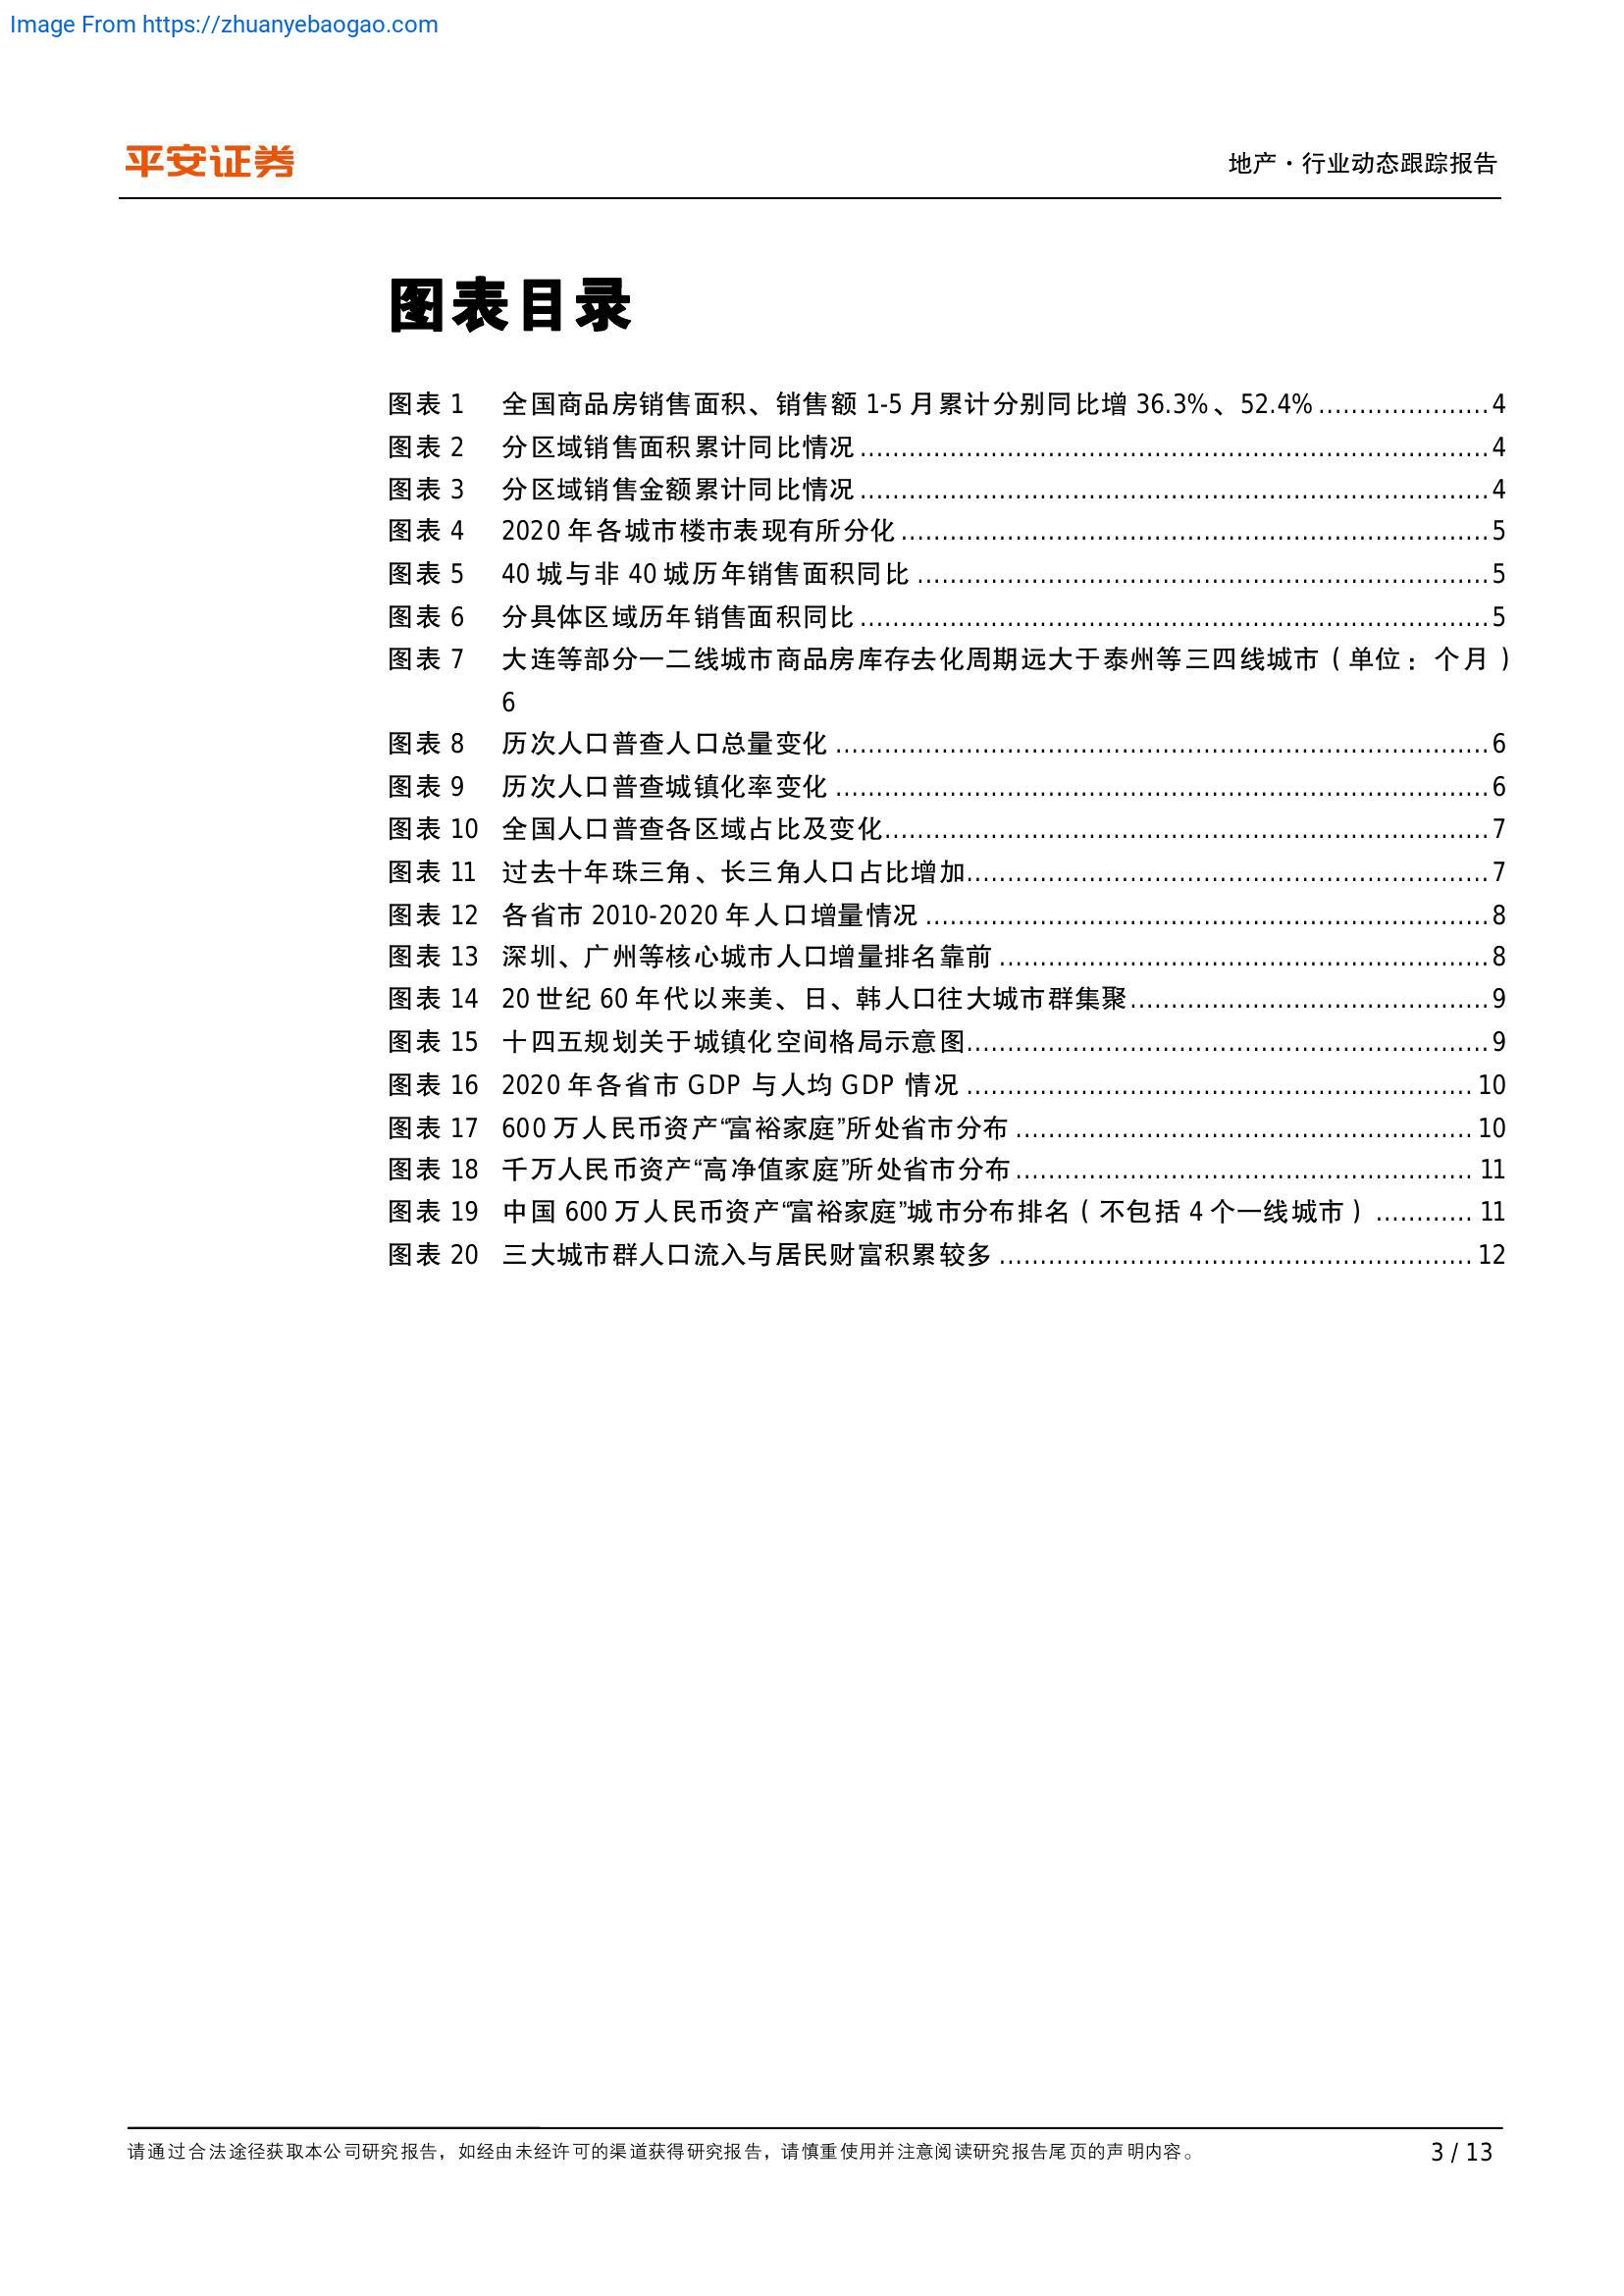 Image From https://zhuanyebaogao.com
平安证券
地产·行业动态跟踪报告
图表目录
图表 1 全国商品房销售面积、销售额 1-5 月累计分别同比增 36.3%、52.4%.....................4
图表 2 分区域销售面积累计同比情况.............................................................................4
图表 3 分区域销售金额累计同比情况.............................................................................4
图表 4 2020 年各城市楼市表现有所分化........................................................................5
图表 5 40 城与非 40 城历年销售面积同比......................................................................5
图表 6 分具体区域历年销售面积同比.............................................................................5
图表 7 大连等部分一二线城市商品房库存去化周期远大于泰州等三四线城市（单位：个月）
6
图表 8 历次人口普查人口总量变化................................................................................6
图表 9 历次人口普查城镇化率变化................................................................................6
图表 10 全国人口普查各区域占比及变化..........................................................................7
图表 11 过去十年珠三角、长三角人口占比增加................................................................7
图表 12 各省市 2010-2020 年人口增量情况.....................................................................8
图表 13 深圳、广州等核心城市人口增量排名靠前............................................................8
图表 14 20 世纪 60 年代以来美、日、韩人口往大城市群集聚............................................9
图表 15 十四五规划关于城镇化空间格局示意图................................................................9
图表 16 2020 年各省市 GDP 与人均 GDP 情况..............................................................10
图表 17 600 万人民币资产“富裕家庭”所处省市分布........................................................10
图表 18 千万人民币资产“高净值家庭”所处省市分布........................................................11
图表 19 中国 600 万人民币资产“富裕家庭”城市分布排名（不包括 4 个一线城市）............11
图表 20 三大城市群人口流入与居民财富积累较多..........................................................12
请通过合法途径获取本公司研究报告，如经由未经许可的渠道获得研究报告，请慎重使用并注意阅读研究报告尾页的声明内容。
3 / 13